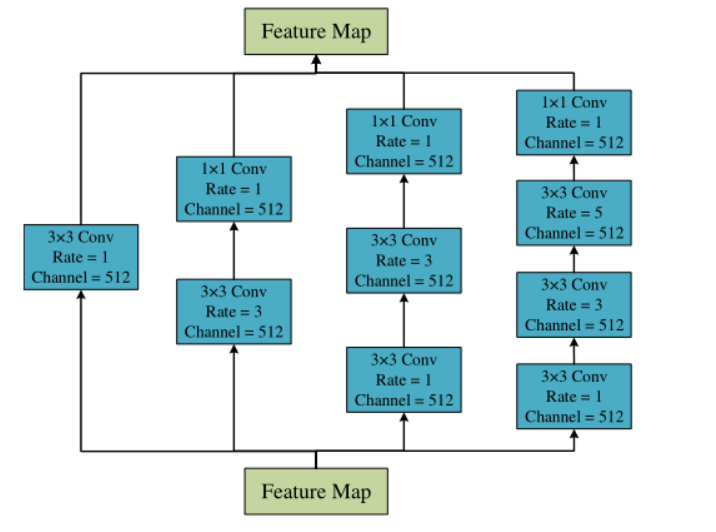 Feature Map
3×3 Conv
Rate = 1
Channel = 512
1×1 Conv
Rate = 1
Channel = 512
3×3 Conv
Rate = 3
Channel = 512
1×1 Conv
Rate = 1
Channel = 512
3×3 Conv
Rate = 3
Channel = 512
3×3 Conv
Rate = 1
Channel = 512
1×1 Conv
Rate = 1
Channel = 512
3×3 Conv
Rate = 5
Channel = 512
3×3 Conv
Rate = 3
Channel = 512
3×3 Conv
Rate = 1
Channel = 512
Feature Map